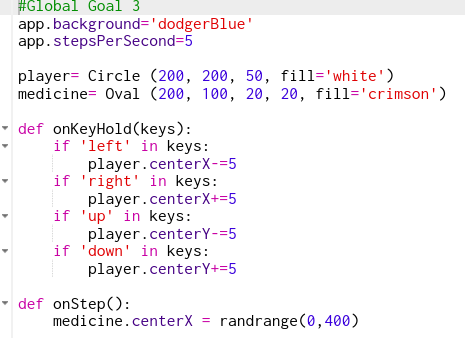 #Global Goal 3
app.background='dodgerBlue'
app.stepsPerSecond=5

player= Circle (200, 200, 50, fill='white')
medicine= Oval (200, 100, 20, 20, fill='crimson')

def onKeyHold(keys):
    if 'left' in keys:
        player.centerX-=5
    if 'right' in keys:
        player.centerX+=5
    if 'up' in keys:
        player.centerY-=5
    if 'down' in keys:
        player.centerY+=5

def onStep():
    medicine.centerX = randrange(0,400)